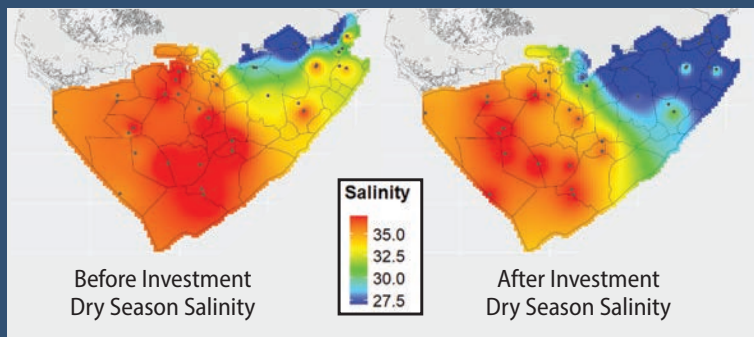 Before Investment
Dry Season Salinity
Salinity
35.0
32.5
30.0
27.5
After Investment
Dry Season Salinity